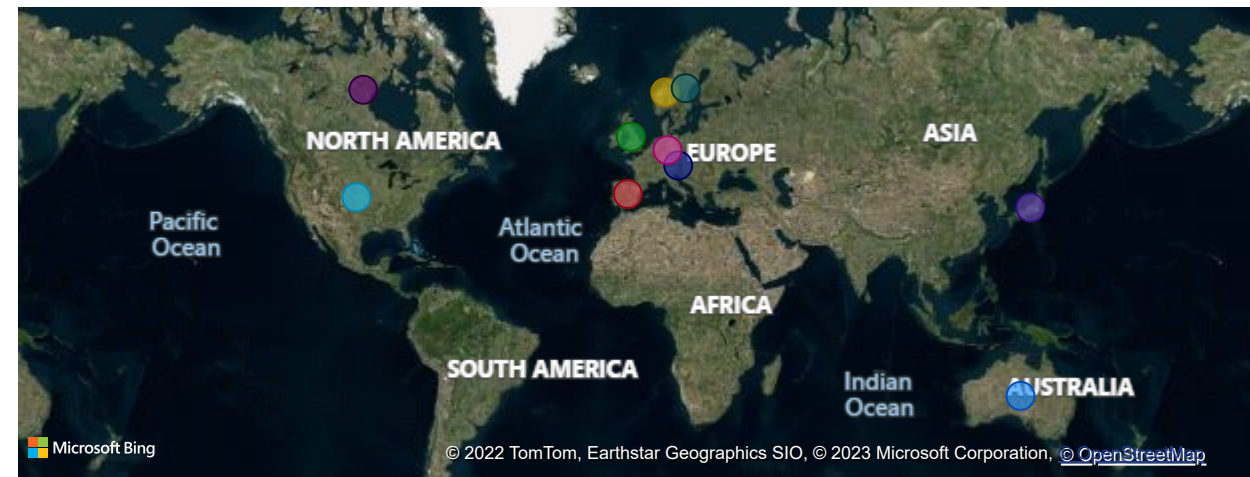 NORTH AMERICA
EUROPE
ASIA
Pacific
Ocean
Atlantic
Ocean
AFRICA
SOUTH AMERICA
Indian
Ocean
AUSTRALIA
Microsoft Bing
© 2022 TomTom, Earthstar Geographics SIO, © 2023 Microsoft Corporation, © OpenStreetMap